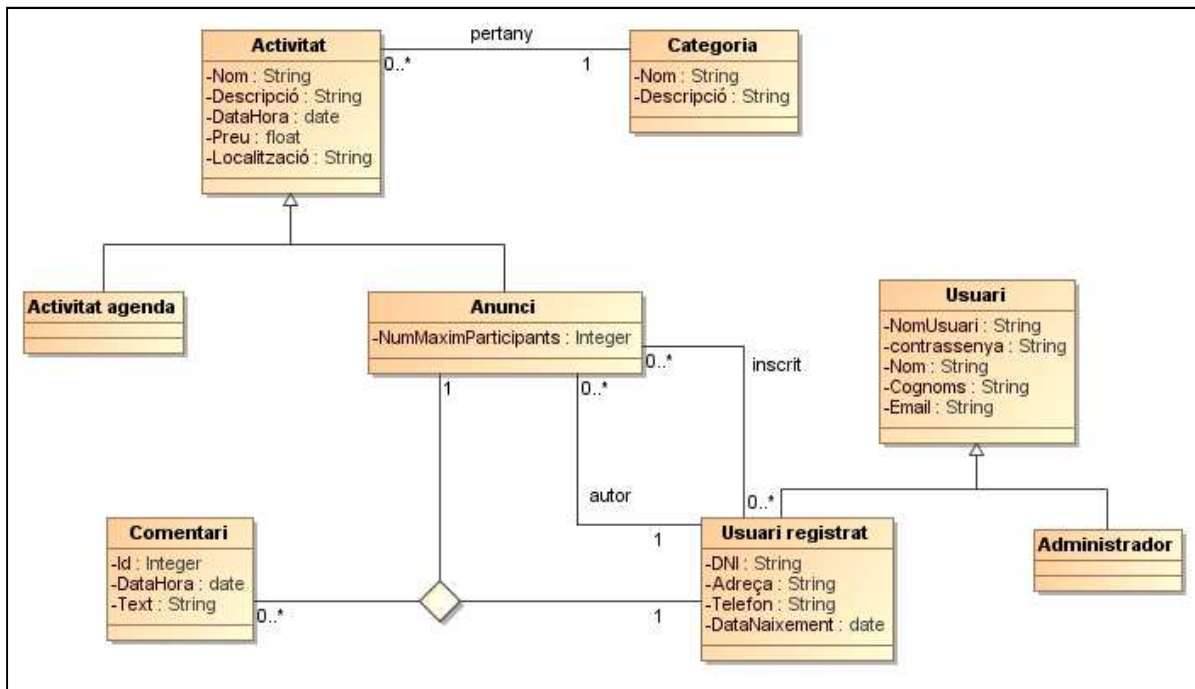 Activitat
-Nom : String
-Descripció : String
-DataHora : date
-Preu : float
-Localització : String
pertany
0..*
1
Categoria
-Nom : String
-Descripció : String
Activitat agenda
Anunci
-NumMaximParticipants : Integer
Usuari
-NomUsuari : String
-contrassenya : String
-Nom : String
-Cognoms : String
-Email : String
0..*
inscrit
1
0..*
autor
0..*
1
Comentari
-Id : Integer
-DataHora : date
-Text : String
0..*
1
Usuari registrat
-DNI : String
-Adreça : String
-Telefon : String
-DataNaixement : date
Administrador